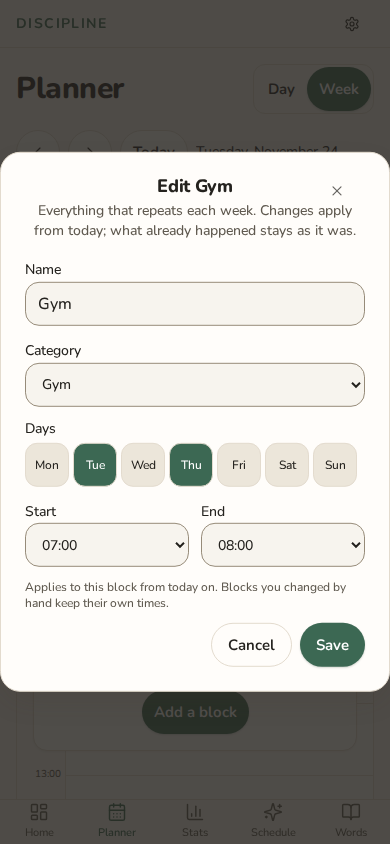 DISCIPLINE
Planner
Day
Week
Today
Tuesday, November 24
Edit Gym
Everything that repeats each week. Changes apply
from today; what already happened stays as it was.
Name
Gym
Category
Gym
Days
Mon
Tue
Wed
Thu
Fri
Sat
Sun
Start
End
07:00
08:00
Applies to this block from today on. Blocks you changed by
hand keep their own times.
Cancel
Save
Add a block
13:00
Home
Planner
Stats
Schedule
Words